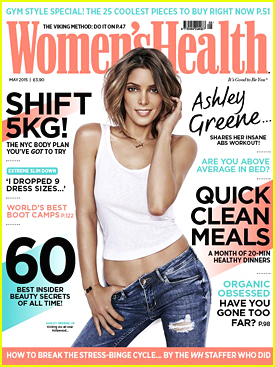 GYM STYLE SPECIAL! THE 25 COOLEST PIECES TO BUY RIGHT NOW P.51
THE VIKING METHOD: DO IT ON P.47
Women'sHealth
MAY 2015 | £3.90
It's Good to Be You
SHIFT
5KG!
THE NYC BODY PLAN
YOU'VE GOT TO TRY
EXTREME SLIM DOWN
'I DROPPED 9
DRESS SIZES...'
WORLD'S BEST
BOOT CAMPS P.122
60
BEST INSIDER
BEAUTY SECRETS
OF ALL TIME!
Ashley
Greene...
SHARES HER INSANE
ABS WORKOUT!
ARE YOU ABOVE
AVERAGE IN BED?
QUICK
CLEAN
MEALS
A MONTH OF 20-MIN
HEALTHY DINNERS
ORGANIC
OBSESSED
HAVE YOU
GONE TOO
FAR? P.98
HOW TO BREAK THE STRESS-BINGE CYCLE... BY THE WH STAFFER WHO DID